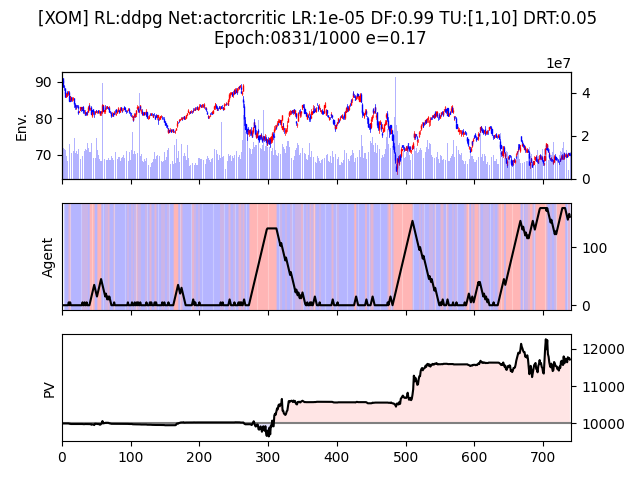 [XOM] RL:ddpg Net:actorcritic LR:1e-05 DF:0.99 TU:[1,10] DRT:0.05
Epoch:0831/1000 e=0.17
1e7
90
80
70
Env.
4
2
0
Agent
100
0
PV
12000
11000
10000
0 100 200 300 400 500 600 700